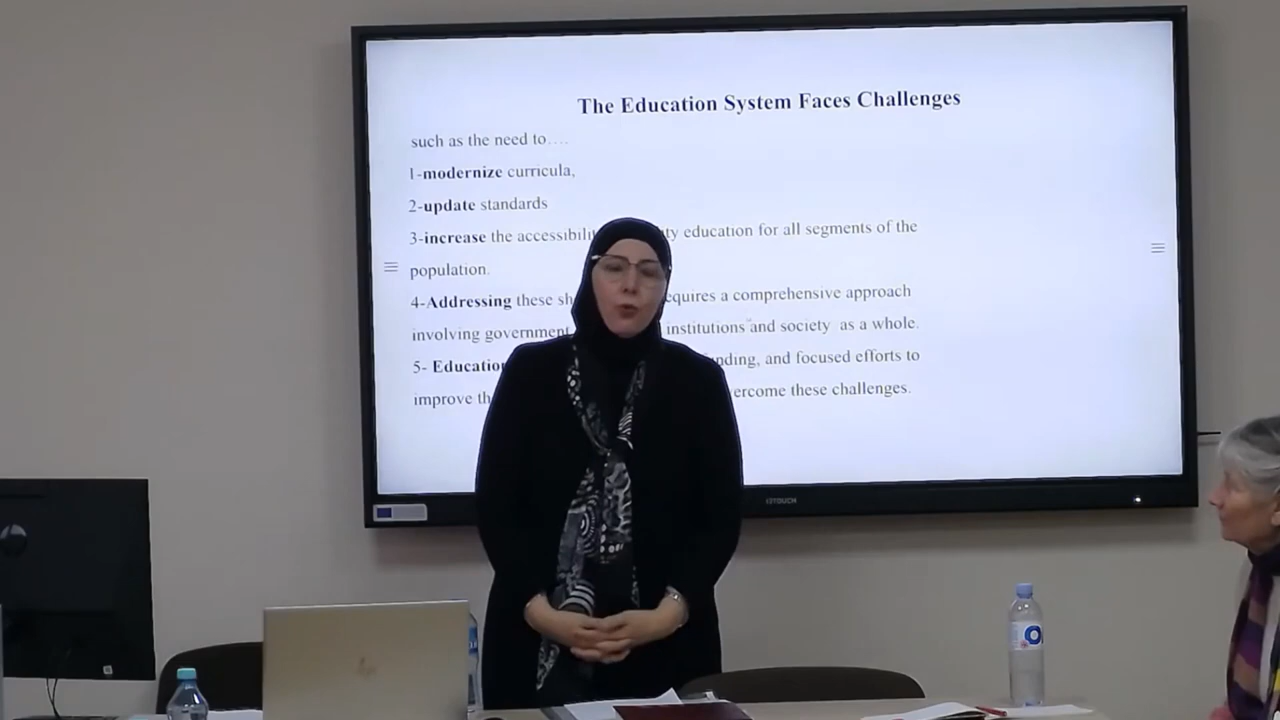 The Education System Faces Challenges
such as the need to....
1-modernize curricula,
2-update standards
3-increase the accessibili ty education for all segments of the
population.
4-Addressing these sh equires a comprehensive approach
involving government institutions and society as a whole.
5- Education nding, and focused efforts to
improve th ercome these challenges.
I3TOUCH